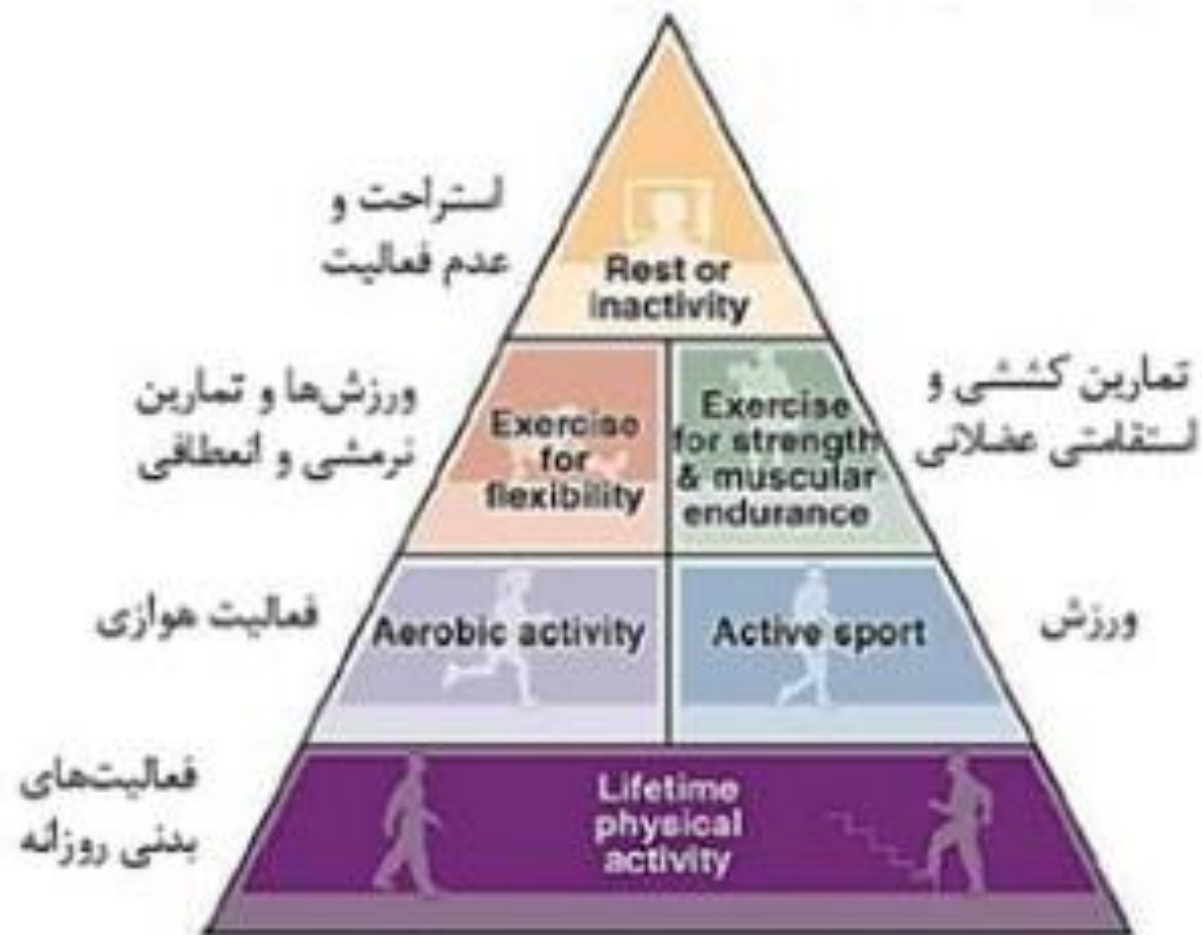 استراحت و
عدم فعالیت
Rest or
inactivity
ورزش‌ها و تمارین
نرمشی و انعطافی
Exercise
for
flexibility
Exercise
for strength
& muscular
endurance
تمارین کششی و
استقامتی عضلانی
فعالیت هوازی
Aerobic activity
Active sport
ورزش
فعالیت‌های
بدنی روزانه
Lifetime
physical
activity